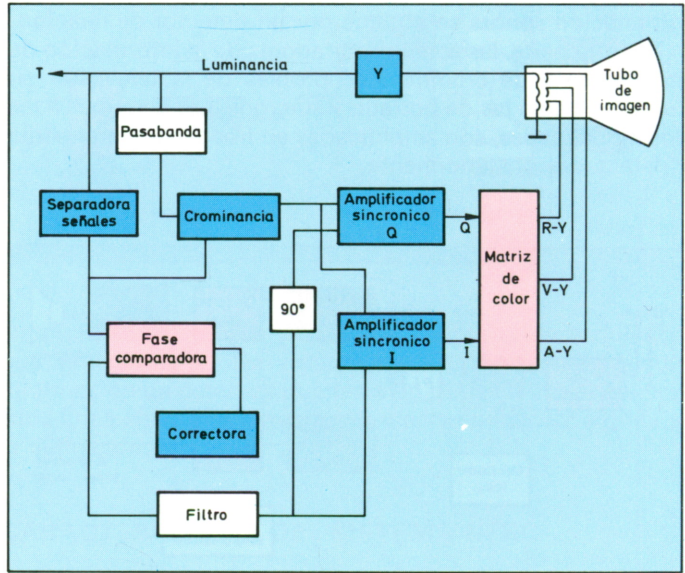 T
Luminancia
Y
Tubo
de
imagen
Pasabanda
Separadora
señales
Crominancia
Amplificador
sincronico
Q
Q
R-Y
Matriz
de
color
V-Y
90°
Fase
comparadora
Amplificador
sincronico
I
I
A-Y
Correctora
Filtro